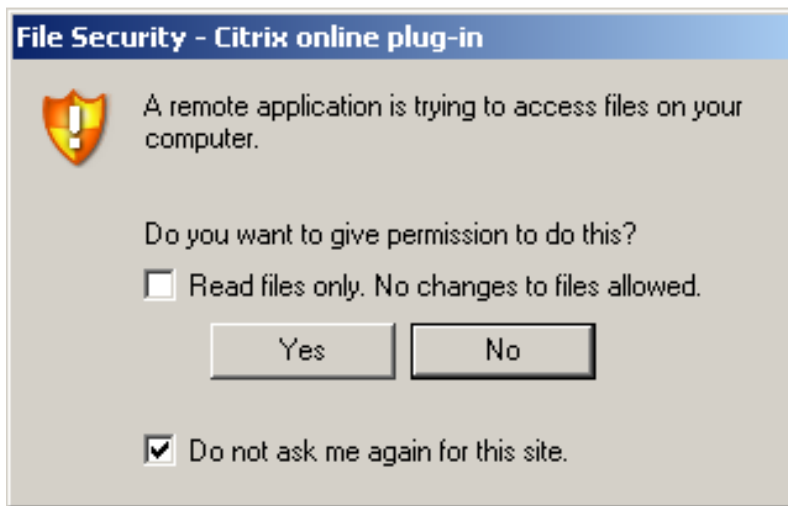 File Security - Citrix online plug-in
A remote application is trying to access files on your
computer.
Do you want to give permission to do this?
Read files only. No changes to files allowed.
Yes No
Do not ask me again for this site.